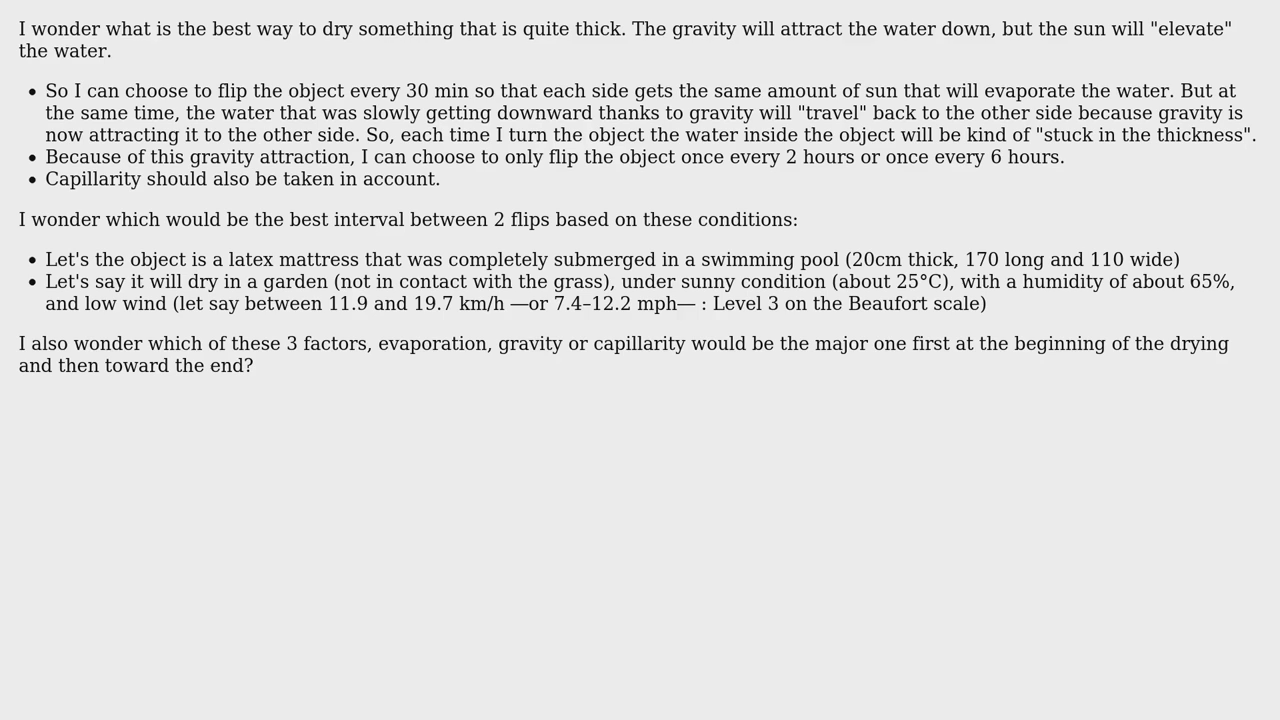 I wonder what is the best way to dry something that is quite thick. The gravity will attract the water down, but the sun will "elevate"
the water.
• So I can choose to flip the object every 30 min so that each side gets the same amount of sun that will evaporate the water. But at
the same time, the water that was slowly getting downward thanks to gravity will "travel" back to the other side because gravity is
now attracting it to the other side. So, each time I turn the object the water inside the object will be kind of "stuck in the thickness".
• Because of this gravity attraction, I can choose to only flip the object once every 2 hours or once every 6 hours.
• Capillarity should also be taken in account.
I wonder which would be the best interval between 2 flips based on these conditions:
• Let's the object is a latex mattress that was completely submerged in a swimming pool (20cm thick, 170 long and 110 wide)
• Let's say it will dry in a garden (not in contact with the grass), under sunny condition (about 25°C), with a humidity of about 65%,
and low wind (let say between 11.9 and 19.7 km/h —or 7.4–12.2 mph— : Level 3 on the Beaufort scale)
I also wonder which of these 3 factors, evaporation, gravity or capillarity would be the major one first at the beginning of the drying
and then toward the end?